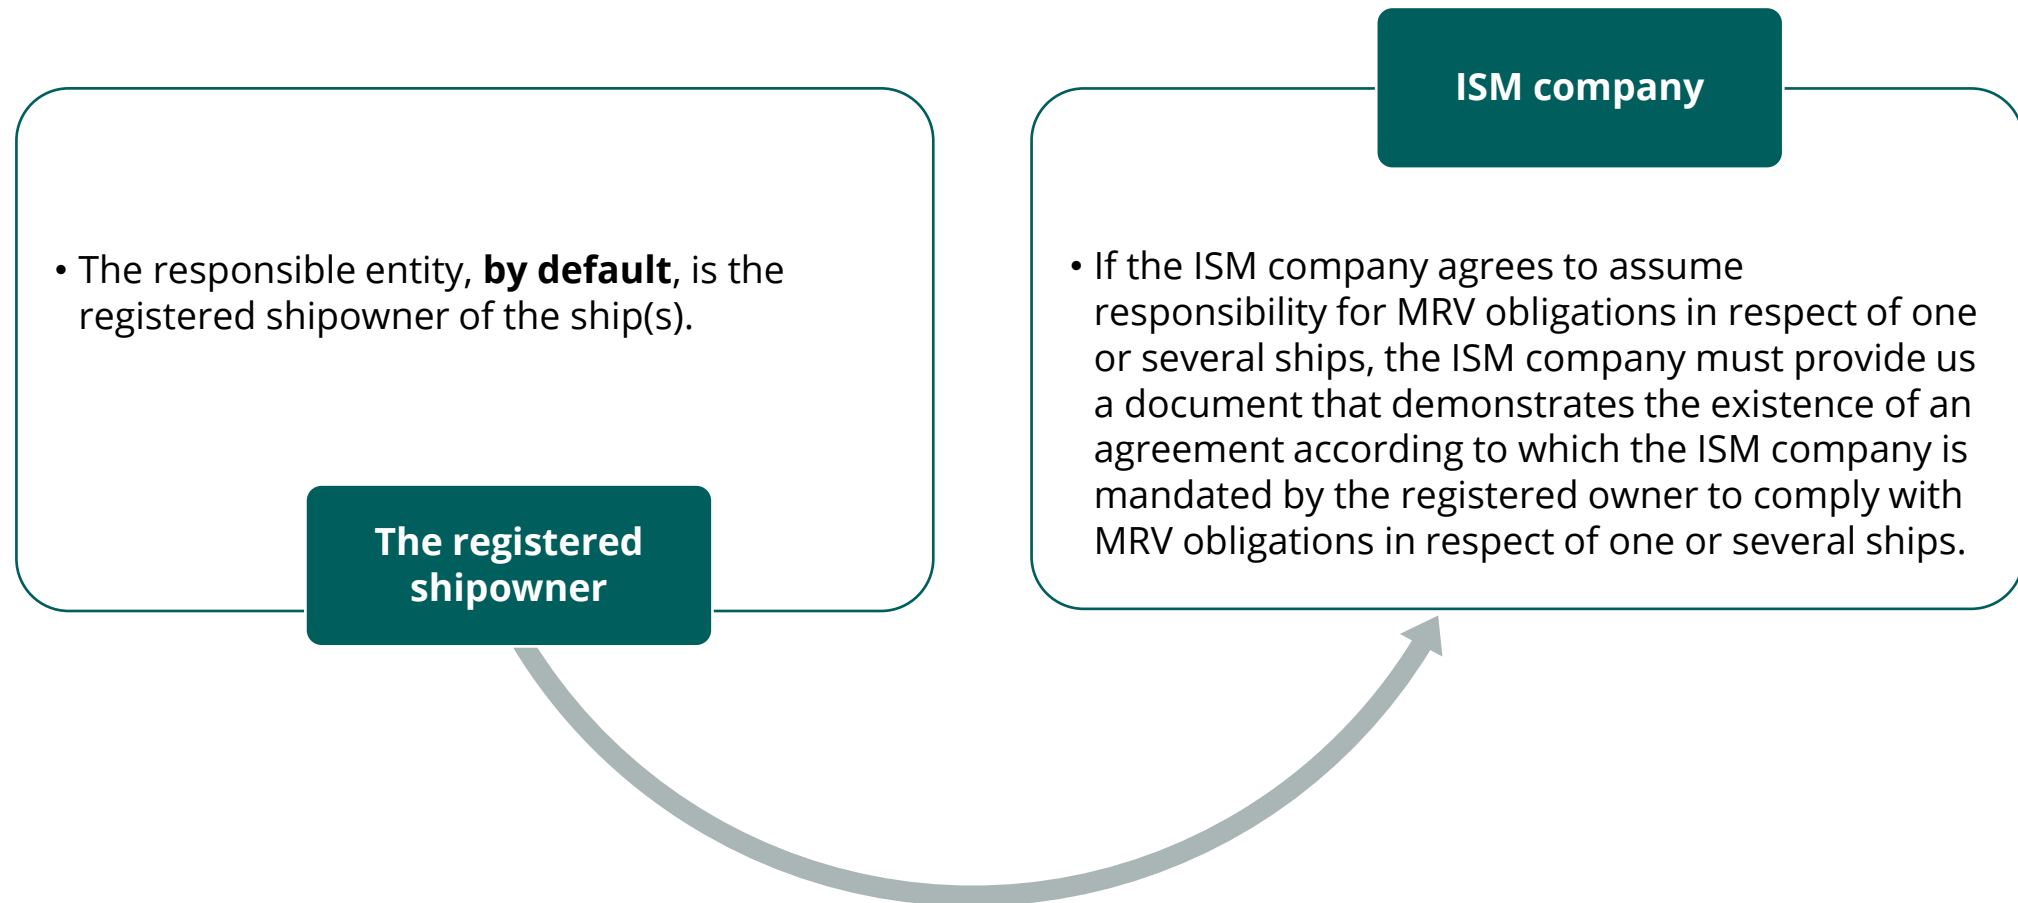 • The responsible entity, by default, is the
registered shipowner of the ship(s).
The registered
shipowner
ISM company
• If the ISM company agrees to assume
responsibility for MRV obligations in respect of one
or several ships, the ISM company must provide us
a document that demonstrates the existence of an
agreement according to which the ISM company is
mandated by the registered owner to comply with
MRV obligations in respect of one or several ships.